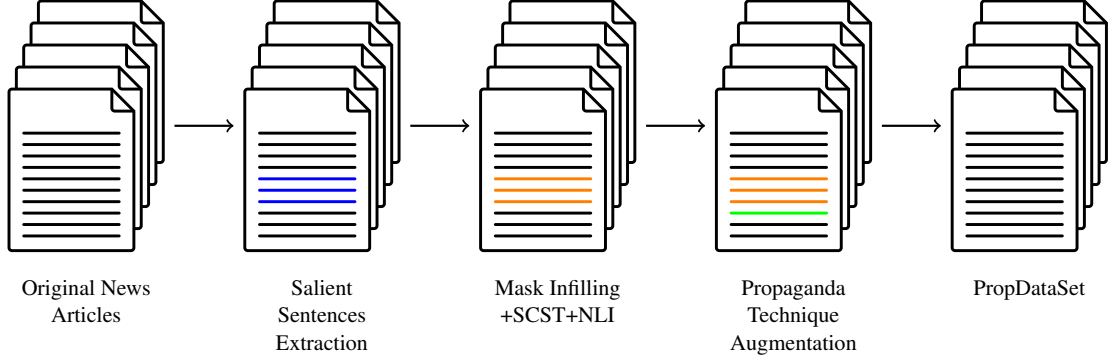 Original News
Articles
Salient
Sentences
Extraction
Mask Infilling
+SCST+NLI
Propaganda
Technique
Augmentation
PropDataSet